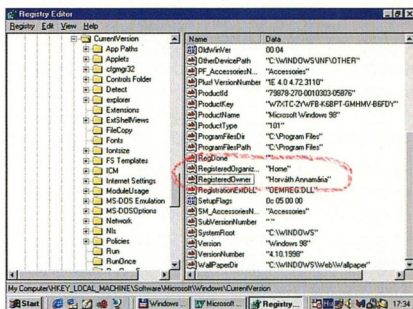 Registry Editor
Registry Edit View Help
CurrentVersion
App Paths
Applets
cfgmgr32
Controls Folder
Detect
explorer
Extensions
ExtShellViews
FileCopy
Fonts
fontsize
FS Templates
ICM
Internet Settings
ModuleUsage
MS-DOS Emulation
MS-DOSOptions
Network
Nls
Policies
Run
RunOnce
Name Data
OldWinVer 00 04
OtherDevicePath "C:\WINDOWS\INF\OTHER"
PF_AccessoriesN... "Accessories"
Plus! VersionNumber "IE 4.0 4.72.3110"
ProductId "79878-270-0010303-05876"
ProductKey
ProductName "Microsoft Windows 98"
ProductType "101"
ProgramFilesDir "C:\Program Files"
ProgramFilesPath "C:\Program Files"
RegDone
RegisteredOrganiz... "Home"
RegisteredOwner "Horváth Annamária"
RegistrationExtDLL "OEMREG.DLL"
SetupFlags 0c 05 00 00
SM_AccessoriesN... "Accessories"
SubVersionNumber " "
SystemRoot "C:\WINDOWS"
Version "Windows 98"
VersionNumber "4.10.1998"
WallPaperDir "C:\WINDOWS\Web\Wallpaper"
My Computer\HKEY_LOCAL_MACHINE\Software\Microsoft\Windows\CurrentVersion
Start Windows... Microsoft... Registry... 17:34